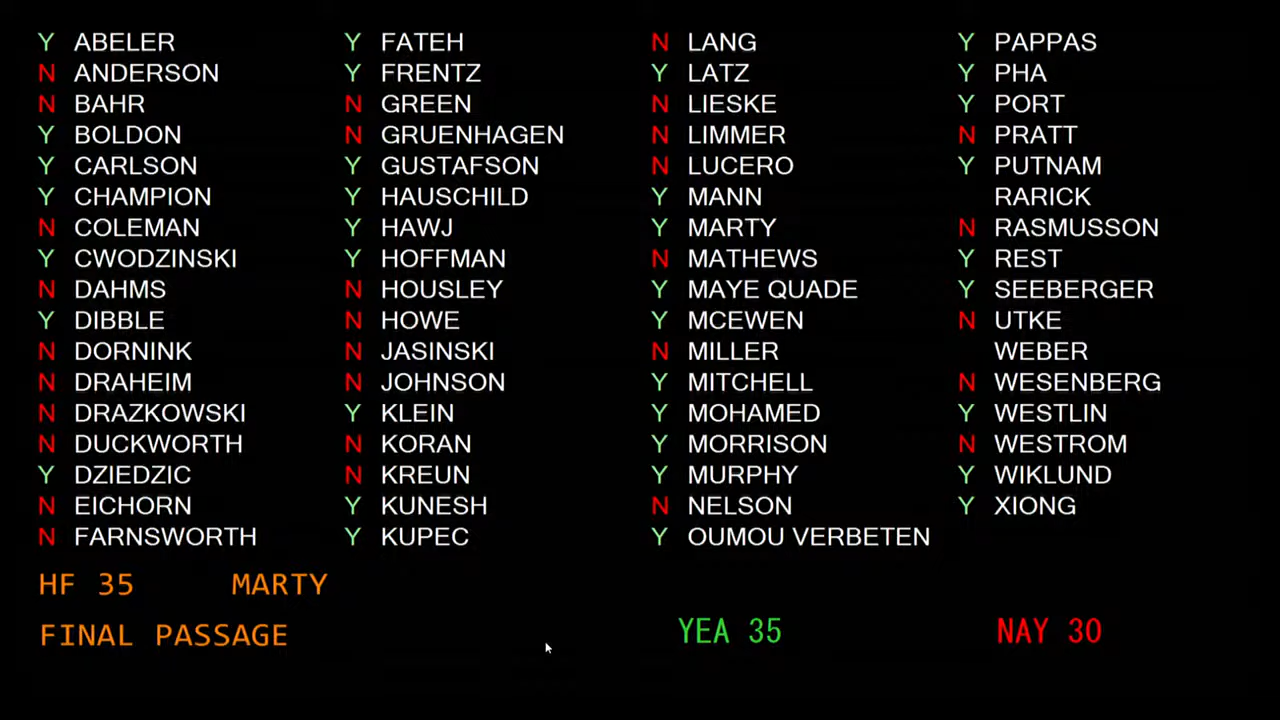 Y ABELER Y FATEH N LANG Y PAPPAS
N ANDERSON Y FRENTZ Y LATZ Y PHA
N BAHR N GREEN N LIESKE Y PORT
Y BOLDON N GRUENHAGEN N LIMMER N PRATT
Y CARLSON Y GUSTAFSON N LUCERO Y PUTNAM
Y CHAMPION Y HAUSCHILD Y MANN RARICK
N COLEMAN Y HAWJ Y MARTY N RASMUSSON
Y CWODZINSKI Y HOFFMAN N MATHEWS Y REST
N DAHMS N HOUSLEY Y MAYE QUADE Y SEEBERGER
Y DIBBLE N HOWE Y MCEWEN N UTKE
N DORNINK N JASINSKI N MILLER WEBER
N DRAHEIM N JOHNSON Y MITCHELL N WESENBERG
N DRAZKOWSKI Y KLEIN Y MOHAMED Y WESTLIN
N DUCKWORTH N KORAN Y MORRISON N WESTROM
Y DZIEDZIC N KREUN Y MURPHY Y WIKLUND
N EICHORN Y KUNESH N NELSON Y XIONG
N FARNSWORTH Y KUPEC Y OUMOU VERBETEN
HF 35 MARTY
FINAL PASSAGE YEA 35 NAY 30